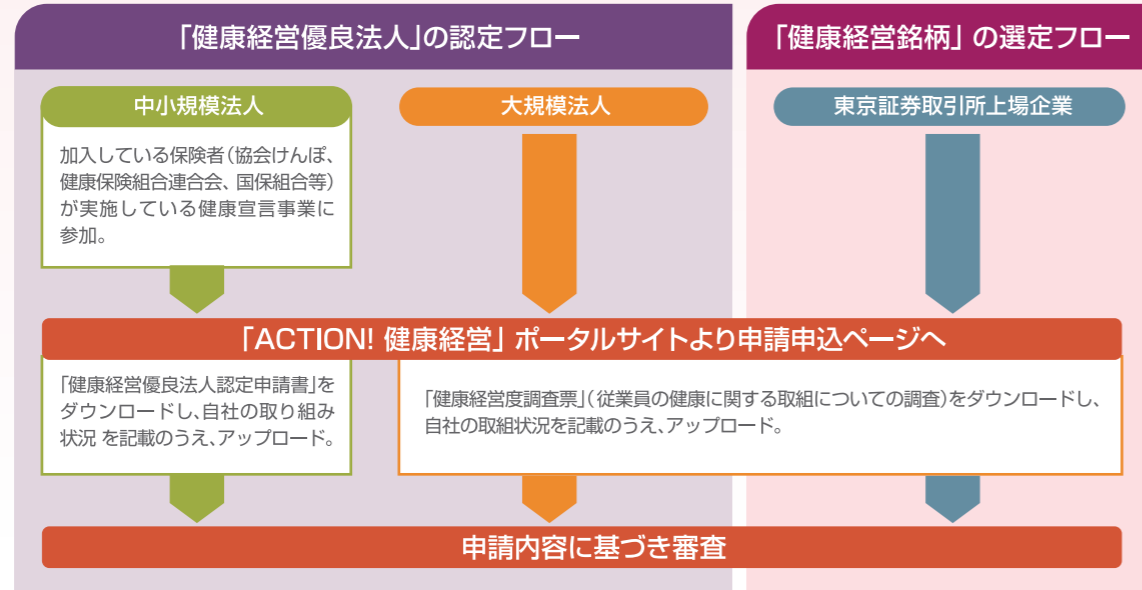 「健康経営優良法人」の認定フロー
「健康経営銘柄」の選定フロー
中小規模法人
大規模法人
東京証券取引所上場企業
加入している保険者(協会けんぽ、
健康保険組合連合会、国保組合等)
が実施している健康宣言事業に
参加。
「ACTION! 健康経営」ポータルサイトより申請申込ページへ
「健康経営優良法人認定申請書」を
ダウンロードし、自社の取り組み
状況 を記載のうえ、アップロード。
「健康経営度調査票」(従業員の健康に関する取組についての調査)をダウンロードし、
自社の取組状況を記載のうえ、アップロード。
申請内容に基づき審査